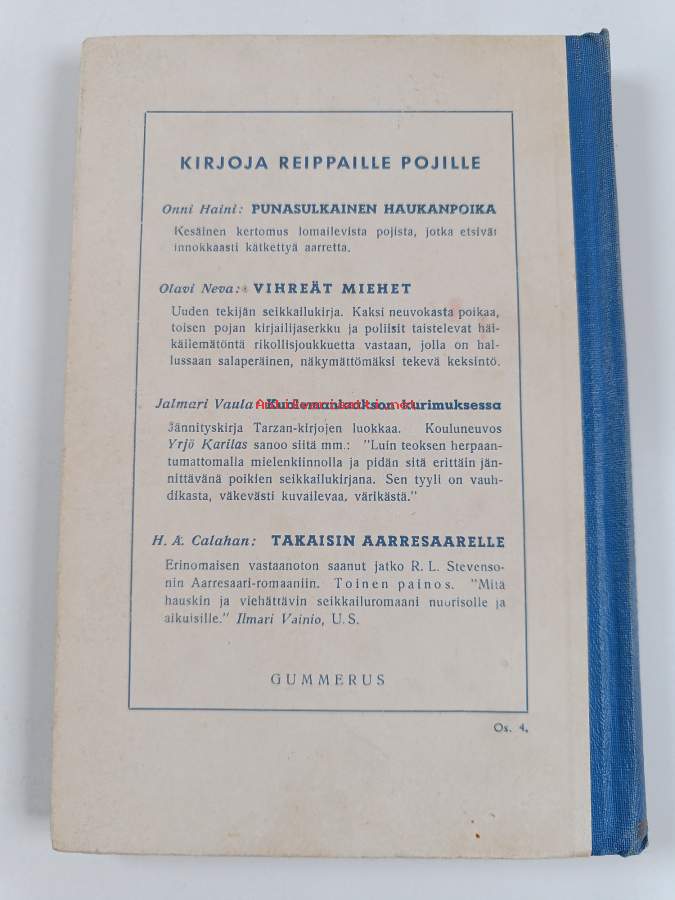 KIRJOJA REIPPAILLE POJILLE
Onni Haini: PUNASULKAINEN HAUKANPOIKA
Kesäinen kertomus lomailevista pojista, jotka etsivät
innokkaasti kätkettyä aarretta.
Olavi Neva: VIHREÄT MIEHET
Uuden tekijän seikkailukirja. Kaksi neuvokasta poikaa,
toisen pojan kirjailijaserkku ja poliisit taistelevat häi-
käilemätöntä rikollisjoukkuetta vastaan, jolla on hal-
lussaan salaperäinen, näkymättömäksi tekevä keksintö.
Jalmari Vaula: Kuolemanlaakson kurimuksessa
Jännityskirja Tarzan-kirjojen luokkaa. Kouluneuvos
Yrjö Karilas sanoo siitä mm.: "Luin teoksen herpaan-
tumattomalla mielenkiinnolla ja pidän sitä erittäin jän-
nittävänä poikien seikkailukirjana. Sen tyyli on vauh-
dikasta, väkevästi kuvailevaa, värikästä."
H. A. Calahan: TAKAISIN AARRESAARELLE
Erinomaisen vastaanoton saanut jatko R. L. Stevenso-
nin Aarresaari-romaaniin. Toinen painos. "Mitä
hauskin ja viehättävin seikkailuromaani nuorisolle ja
aikuisille." Ilmari Vainio, U. S.
GUMMERUS
Os. 4.